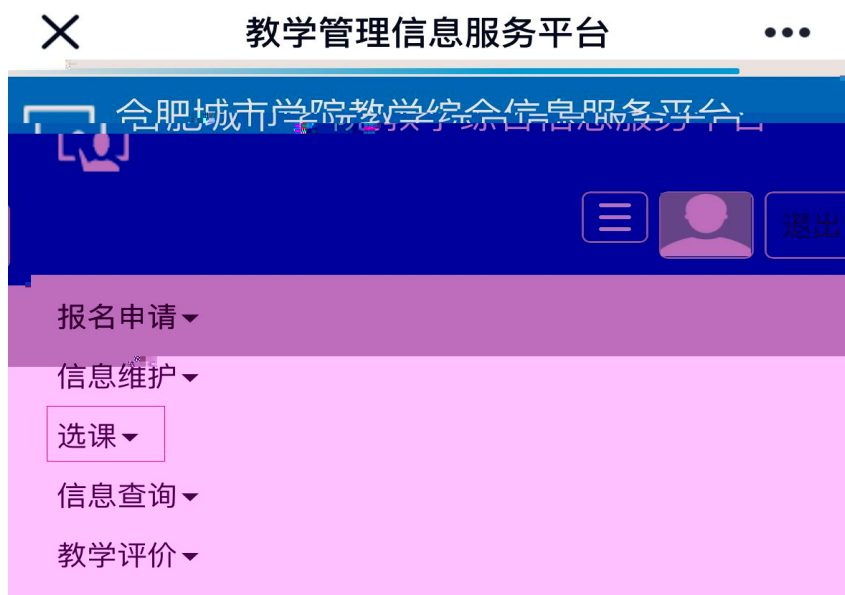 教学管理信息服务平台
合肥城市学院教学综合信息服务平台
退出
报名申请
信息维护
选课
信息查询
教学评价